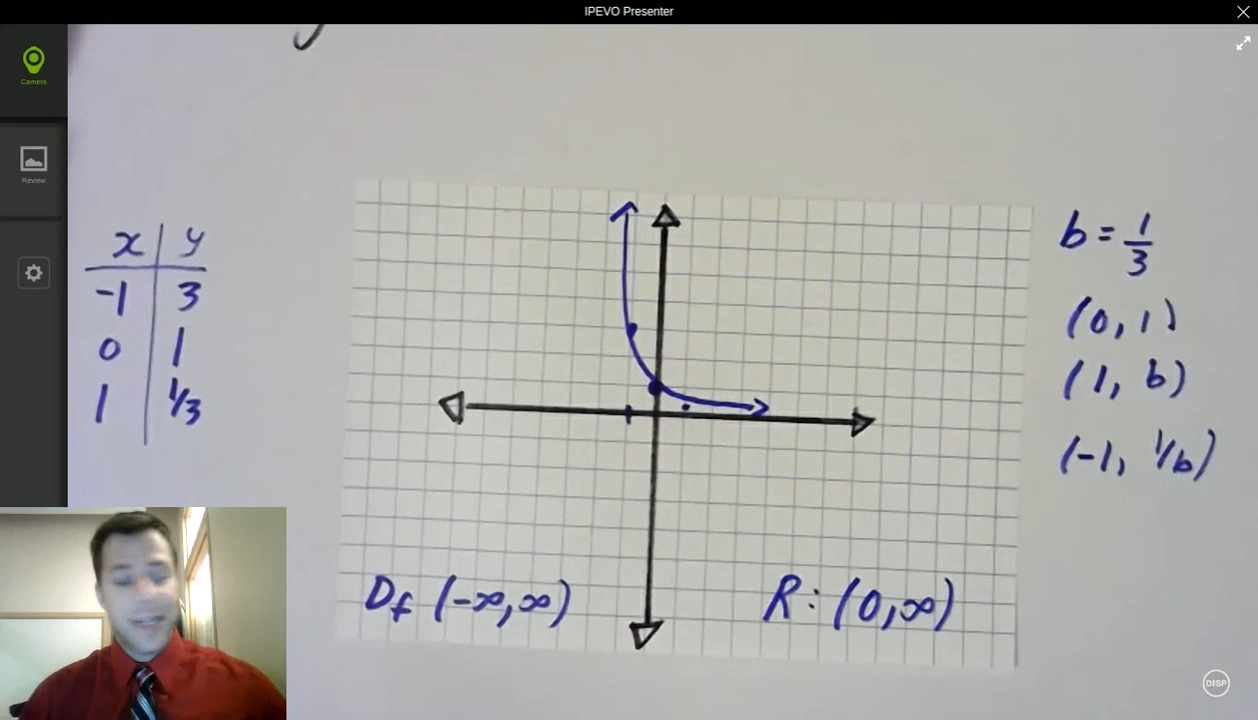 IPEVO Presenter
Camera
Review
x y
-1 3
0 1
1 1/3
b = 1/3
(0, 1)
(1, b)
(-1, 1/b)
Df (-∞, ∞)
R: (0, ∞)
DISP